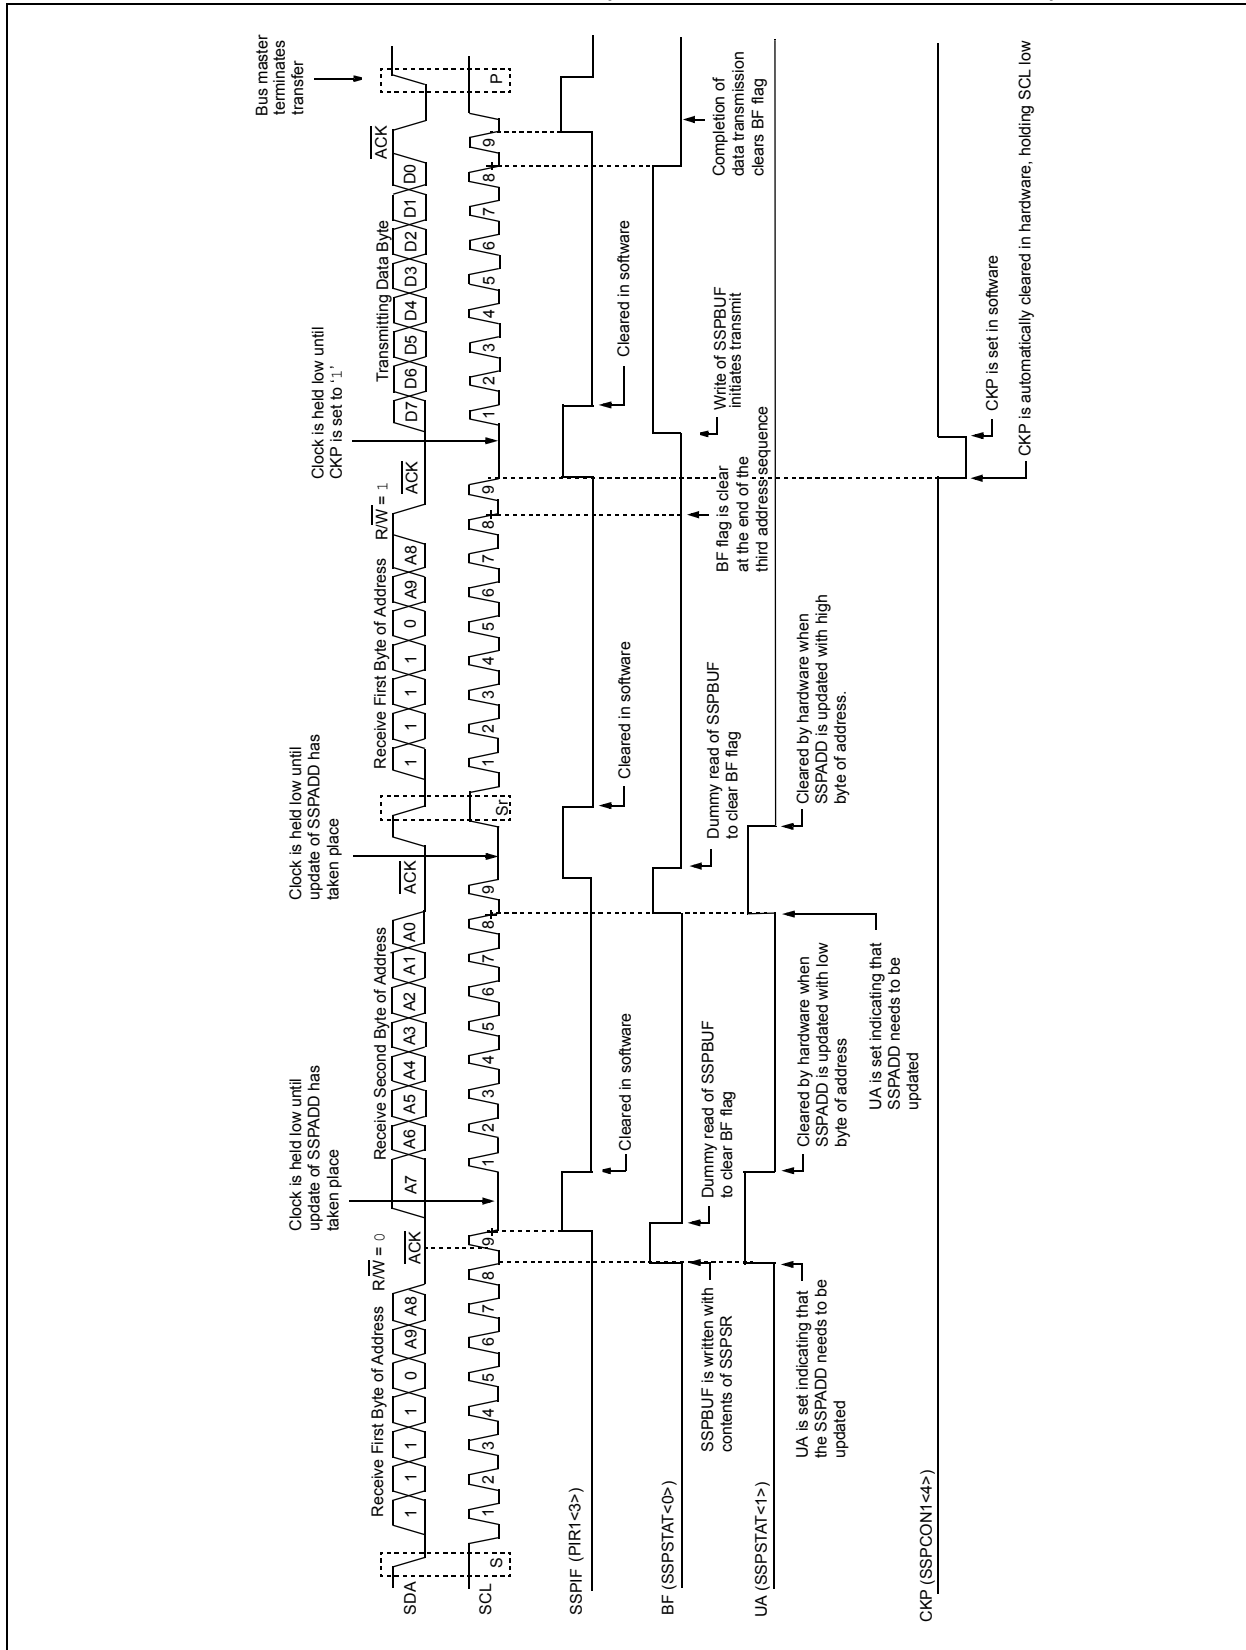 Bus master
terminates
transfer
Clock is held low until
update of SSPADD has
taken place
Clock is held low until
update of SSPADD has
taken place
Clock is held low until
CKP is set to ‘1’
Receive First Byte of Address R/W = 0
Receive Second Byte of Address
Receive First Byte of Address R/W = 1
Transmitting Data Byte
ACK
ACK
ACK
ACK
SDA
1 1 1 1 0 A9 A8 A7 A6 A5 A4 A3 A2 A1 A0 1 1 1 1 0 A9 A8 D7 D6 D5 D4 D3 D2 D1 D0
SCL
S 1 2 3 4 5 6 7 8 9 1 2 3 4 5 6 7 8 9 Sr 1 2 3 4 5 6 7 8 9 1 2 3 4 5 6 7 8 9 P
SSPIF (PIR1<3>)
Cleared in software
Cleared in software
Cleared in software
BF (SSPSTAT<0>)
SSPBUF is written with
contents of SSPSR
Dummy read of SSPBUF
to clear BF flag
Dummy read of SSPBUF
to clear BF flag
BF flag is clear
at the end of the
third address sequence
Write of SSPBUF
initiates transmit
Completion of
data transmission
clears BF flag
UA (SSPSTAT<1>)
UA is set indicating that
the SSPADD needs to be
updated
Cleared by hardware when
SSPADD is updated with low
byte of address
UA is set indicating that
SSPADD needs to be
updated
Cleared by hardware when
SSPADD is updated with high
byte of address.
CKP (SSPCON1<4>)
CKP is set in software
CKP is automatically cleared in hardware, holding SCL low